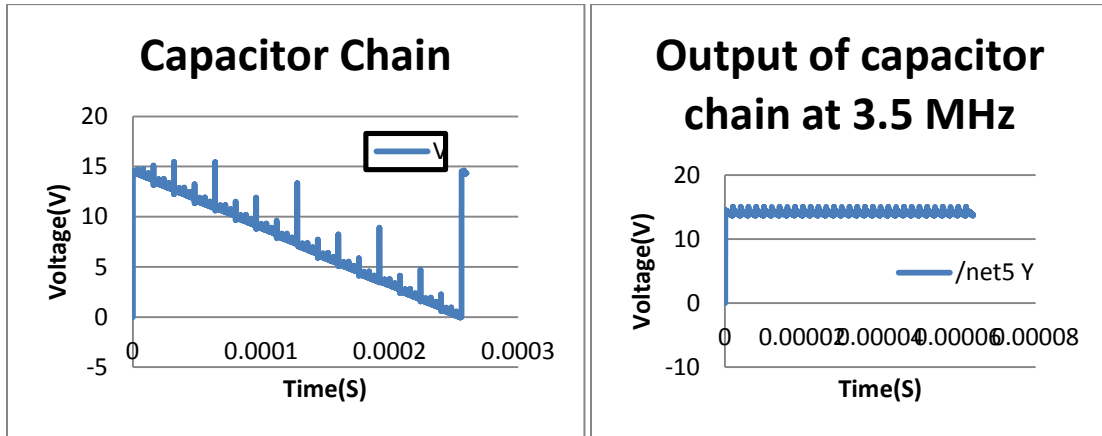 Capacitor Chain
20
15
10
5
0
-5
0 0.0001 0.0002 0.0003
Voltage(V)
Time(S)
V
Output of capacitor
chain at 3.5 MHz
20
10
0
-10
0 0.00002 0.00004 0.00006 0.00008
Voltage(V)
Time(S)
/net5 Y